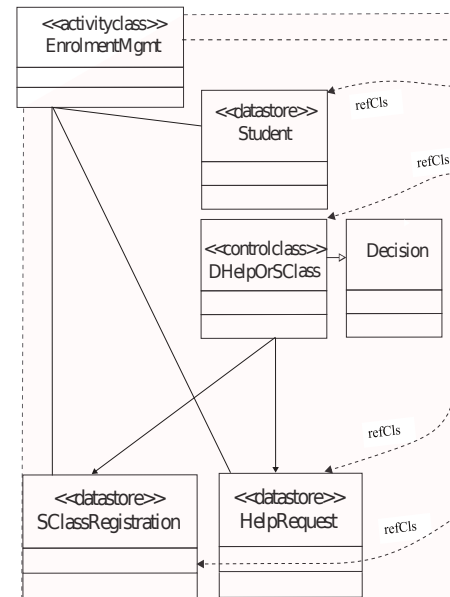 <<activityclass>>
EnrolmentMgmt
<<datastore>>
Student
refCls
refCls
<<controlclass>>
DHelpOrSClass
Decision
refCls
<<datastore>>
SClassRegistration
<<datastore>>
HelpRequest
refCls